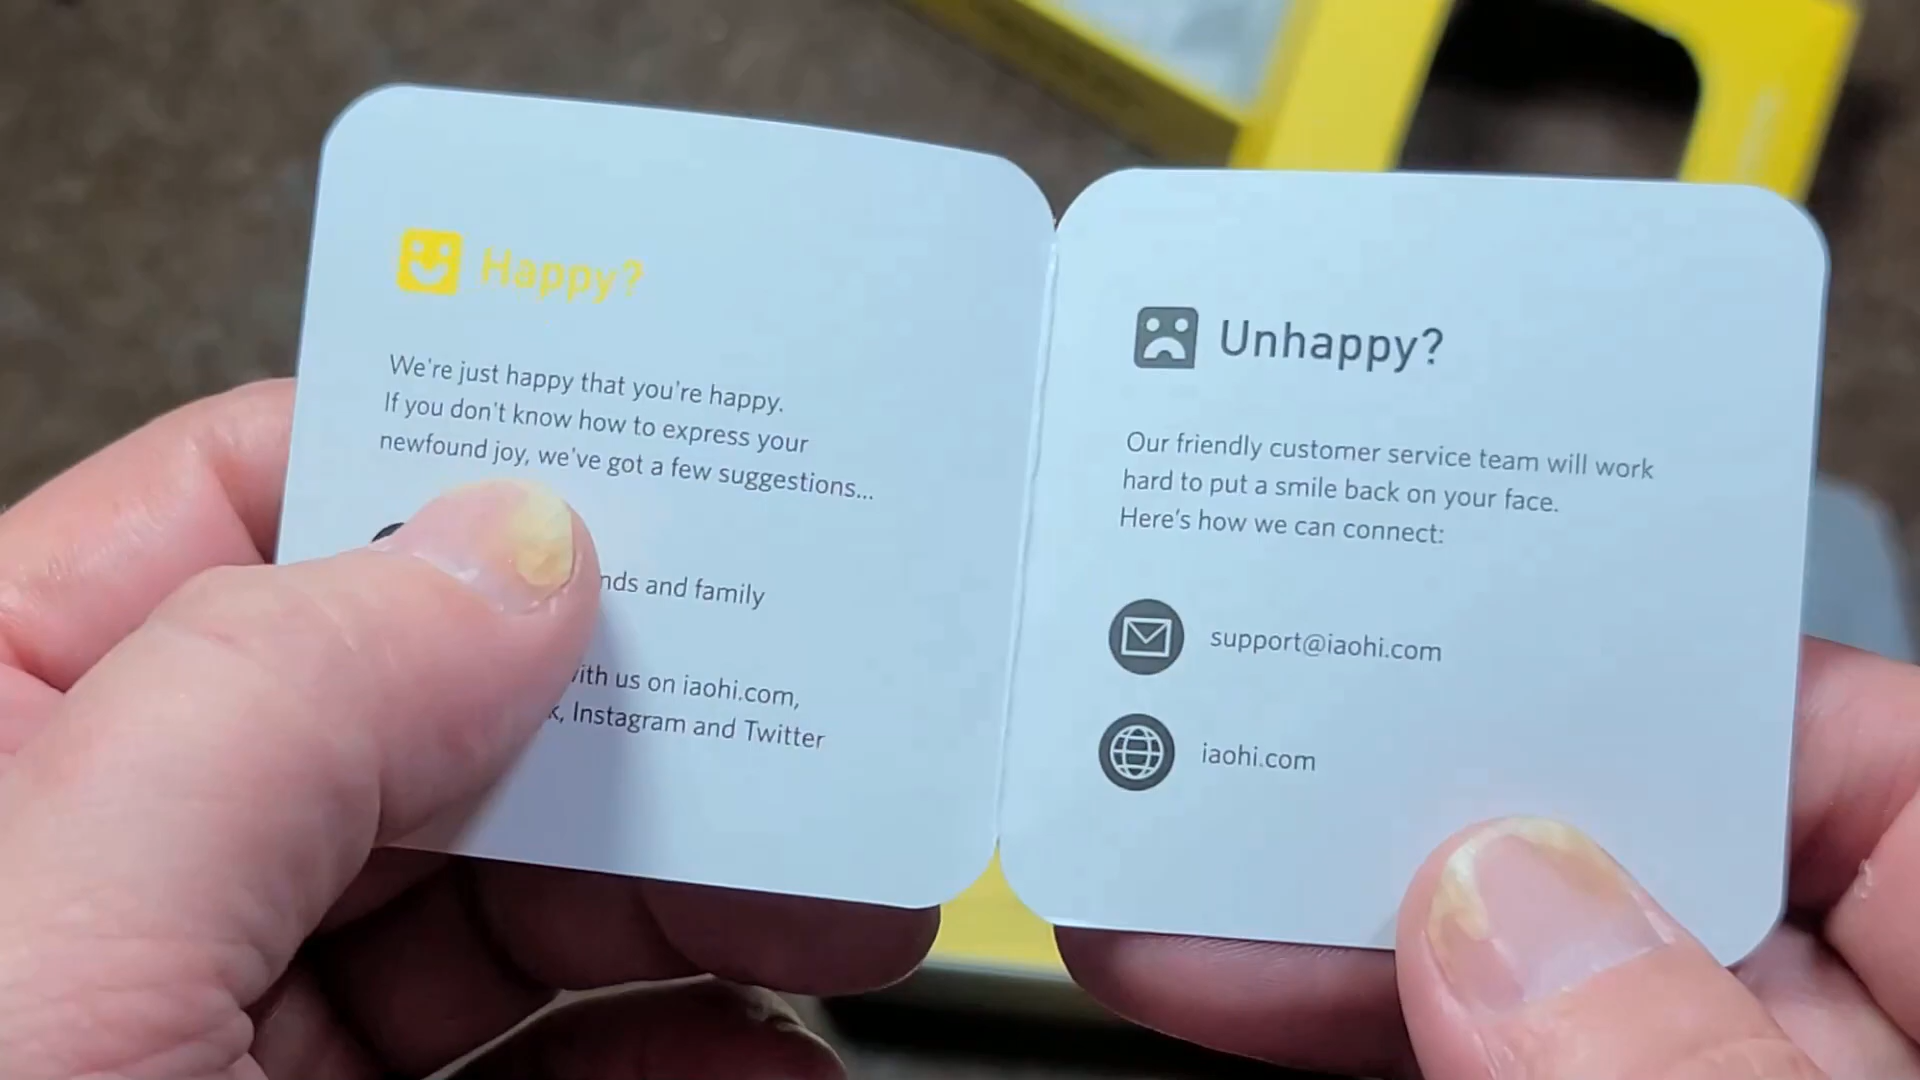 Happy?
We're just happy that you're happy.
If you don't know how to express your
newfound joy, we've got a few suggestions...
and family
us on iaohi.com,
Instagram and Twitter
Unhappy?
Our friendly customer service team will work
hard to put a smile back on your face.
Here's how we can connect:
support@iaohi.com
iaohi.com